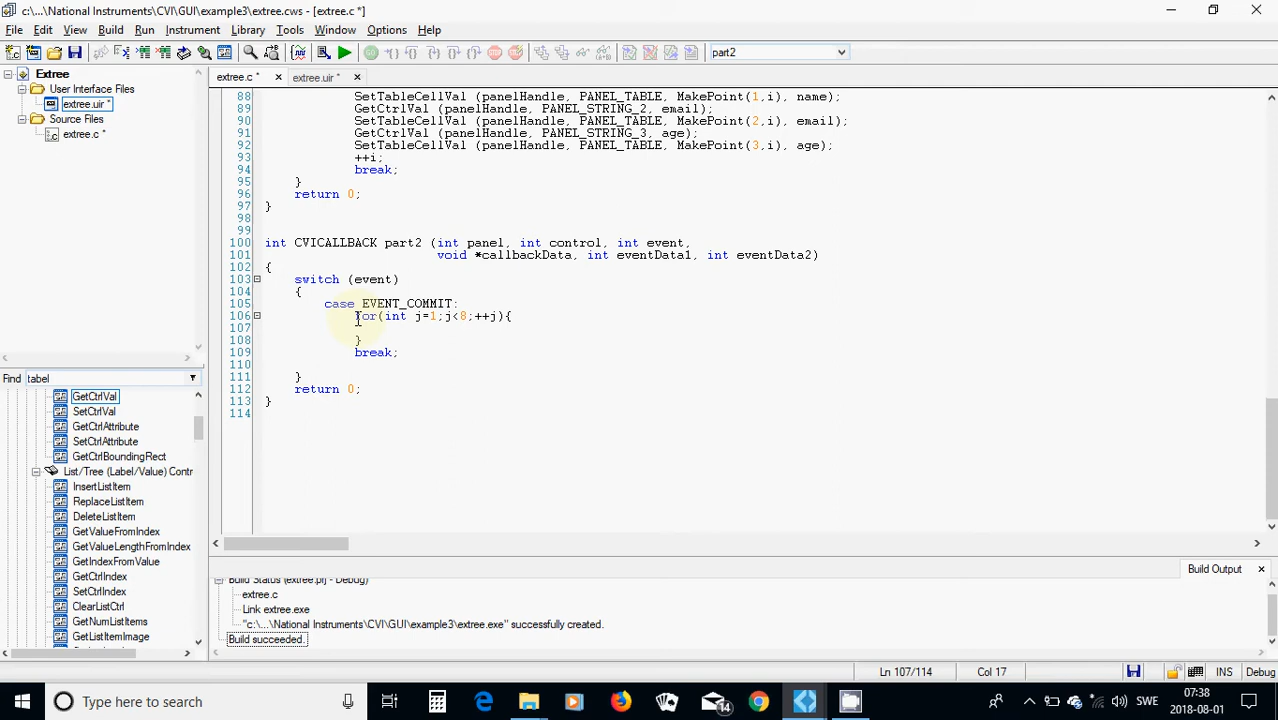 c:\...\National Instruments\CVI\GUI\example3\extree.cws - [extree.c *]
File Edit View Build Run Instrument Library Tools Window Options Help
part2
Extree
User Interface Files
extree.uir *
Source Files
extree.c *
extree.c * extree.uir *
88 SetTableCellVal (panelHandle, PANEL_TABLE, MakePoint(1,i), name);
89 GetCtrlVal (panelHandle, PANEL_STRING_2, email);
90 SetTableCellVal (panelHandle, PANEL_TABLE, MakePoint(2,i), email);
91 GetCtrlVal (panelHandle, PANEL_STRING_3, age);
92 SetTableCellVal (panelHandle, PANEL_TABLE, MakePoint(3,i), age);
93 ++i;
94 break;
95 }
96 return 0;
97 }
98
99
100 int CVICALLBACK part2 (int panel, int control, int event,
101 void *callbackData, int eventData1, int eventData2)
102 {
103 switch (event)
104 {
105 case EVENT_COMMIT:
106 for(int j=1;j<8;++j){
107
108 }
109 break;
110
111 }
112 return 0;
113 }
114
Find tabel
GetCtrlVal
SetCtrlVal
GetCtrlAttribute
SetCtrlAttribute
GetCtrlBoundingRect
List/Tree (Label/Value) Contr
InsertListItem
ReplaceListItem
DeleteListItem
GetValueFromIndex
GetValueLengthFromIndex
GetIndexFromValue
GetCtrlIndex
SetCtrlIndex
ClearListCtrl
GetNumListItems
GetListItemImage
Build Output
Build Status (extree.prj - Debug)
extree.c
Link extree.exe
"c:\...\National Instruments\CVI\GUI\example3\extree.exe" successfully created.
Build succeeded.
Ln 107/114 Col 17 INS Debug
Type here to search
14
SWE
07:38
2018-08-01